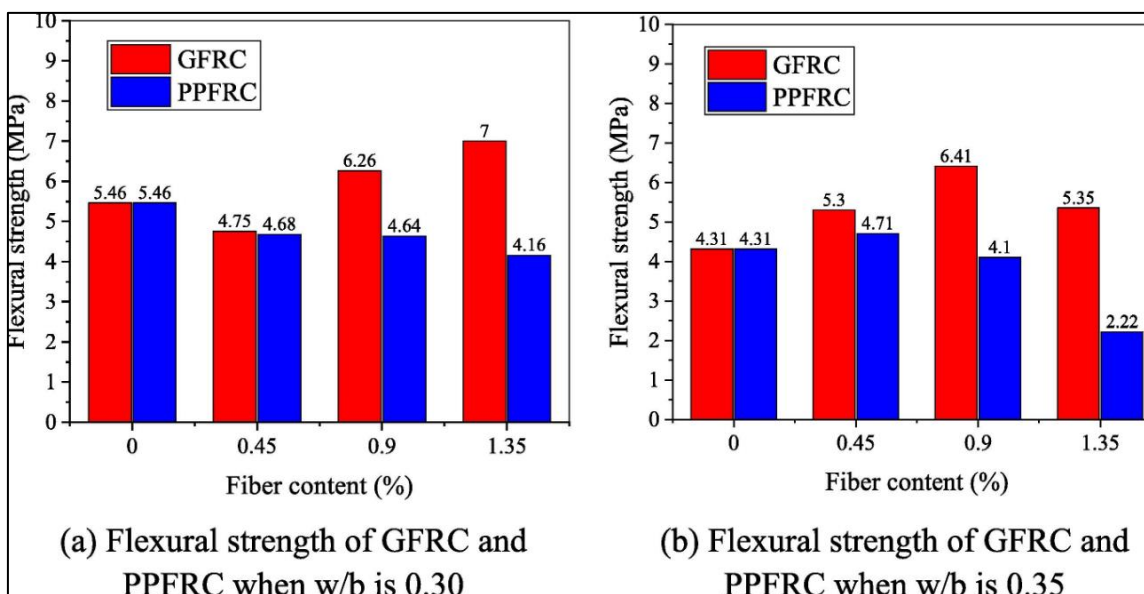 10
9
8
7
6
5
4
3
2
1
0
Flexural strength (MPa)
GFRC
PPFRC
5.46 5.46
4.75 4.68
6.26 4.64
7 4.16
0 0.45 0.9 1.35
Fiber content (%)
(a) Flexural strength of GFRC and
PPFRC when w/b is 0.30
10
9
8
7
6
5
4
3
2
1
0
Flexural strength (MPa)
GFRC
PPFRC
4.31 4.31
5.3 4.71
6.41 4.1
5.35 2.22
0 0.45 0.9 1.35
Fiber content (%)
(b) Flexural strength of GFRC and
PPFRC when w/b is 0.35